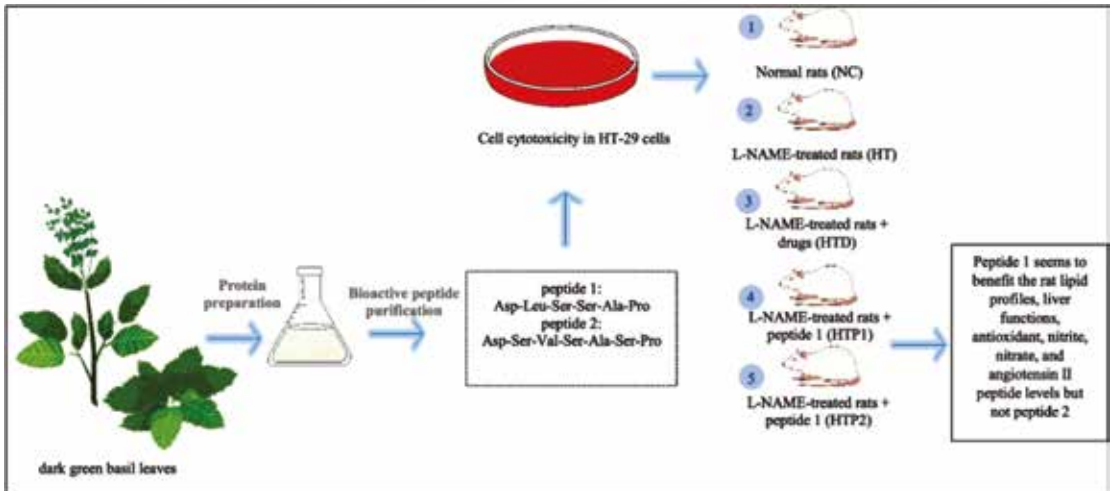 dark green basil leaves
Protein
preparation
Bioactive peptide
purification
peptide 1:
Asp-Leu-Ser-Ser-Ala-Pro
peptide 2:
Asp-Ser-Val-Ser-Ala-Ser-Pro
Cell cytotoxicity in HT-29 cells
1
Normal rats (NC)
2
L-NAME-treated rats (HT)
3
L-NAME-treated rats +
drugs (HTD)
4
L-NAME-treated rats +
peptide 1 (HTP1)
5
L-NAME-treated rats +
peptide 1 (HTP2)
Peptide 1 seems to
benefit the rat lipid
profiles, liver
functions,
antioxidant, nitrite,
nitrate, and
angiotensin II
peptide levels but
not peptide 2